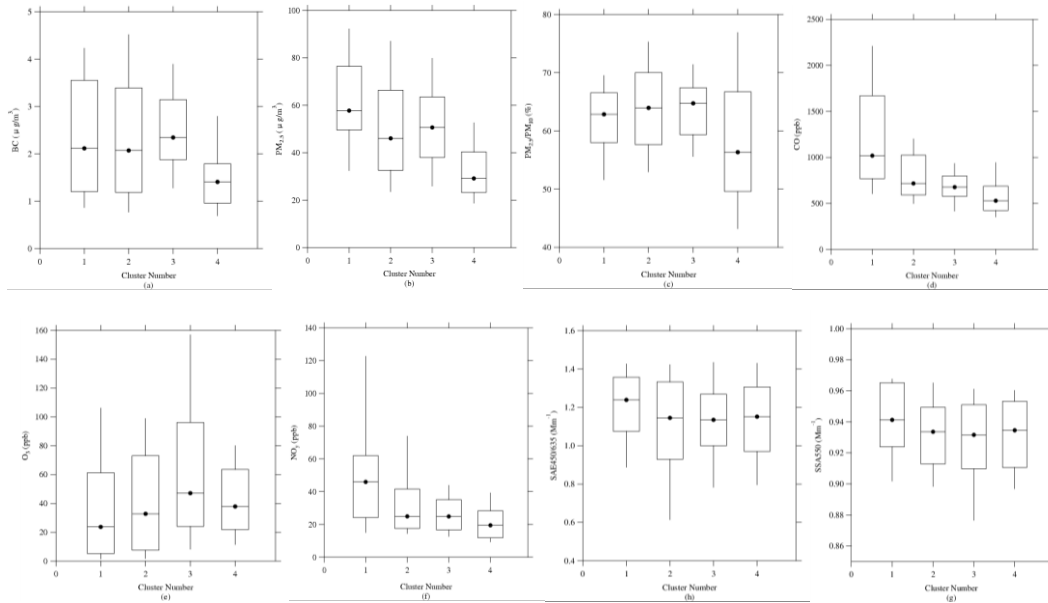 5
4
3
2
1
0
BC ( μ g/m³)
0 1 2 3 4
Cluster Number
(a)
100
80
60
40
20
0
PM₂.₅ ( μ g/m³)
0 1 2 3 4
Cluster Number
(b)
80
70
60
50
40
PM₂.₅/PM₁₀ (%)
0 1 2 3 4
Cluster Number
(c)
2500
2000
1500
1000
500
0
CO (ppb)
0 1 2 3 4
Cluster Number
(d)
160
140
120
100
80
60
40
20
0
O₃ (ppb)
0 1 2 3 4
Cluster Number
(e)
140
120
100
80
60
40
20
0
0 1 2 3 4
Cluster Number
(f)
1.6
1.4
1.2
1.0
0.8
0.6
0.4
SAE450/635 (Mm⁻¹)
0 1 2 3 4
Cluster Number
(h)
1.00
0.98
0.96
0.94
0.92
0.90
0.88
0.86
SSA550 (Mm⁻¹)
0 1 2 3 4
Cluster Number
(g)